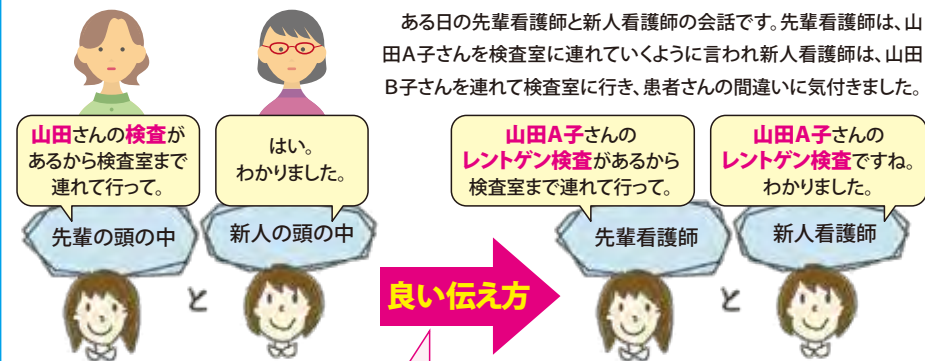 ある日の先輩看護師と新人看護師の会話です。先輩看護師は、山
田A子さんを検査室に連れていくように言われ新人看護師は、山田
B子さんを連れて検査室に行き、患者さんの間違いに気付きました。
山田さんの検査が
あるから検査室まで
連れて行って。
はい。
わかりました。
先輩の頭の中
新人の頭の中
と
良い伝え方
山田A子さんの
レントゲン検査があるから
検査室まで連れて行って。
山田A子さんの
レントゲン検査ですね。
わかりました。
先輩看護師
新人看護師
と